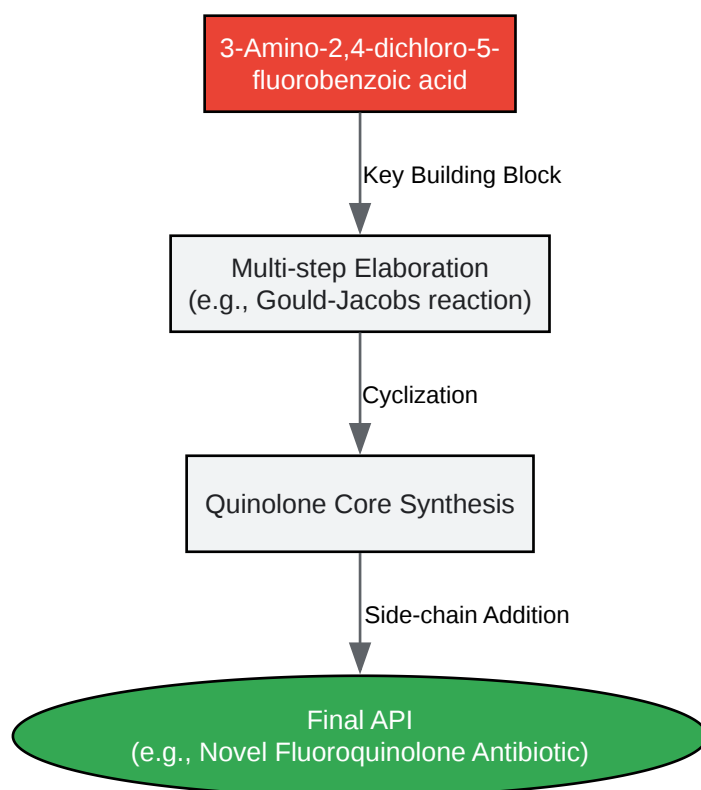 3-Amino-2,4-dichloro-5-
fluorobenzoic acid
Key Building Block
Multi-step Elaboration
(e.g., Gould-Jacobs reaction)
Cyclization
Quinolone Core Synthesis
Side-chain Addition
Final API
(e.g., Novel Fluoroquinolone Antibiotic)